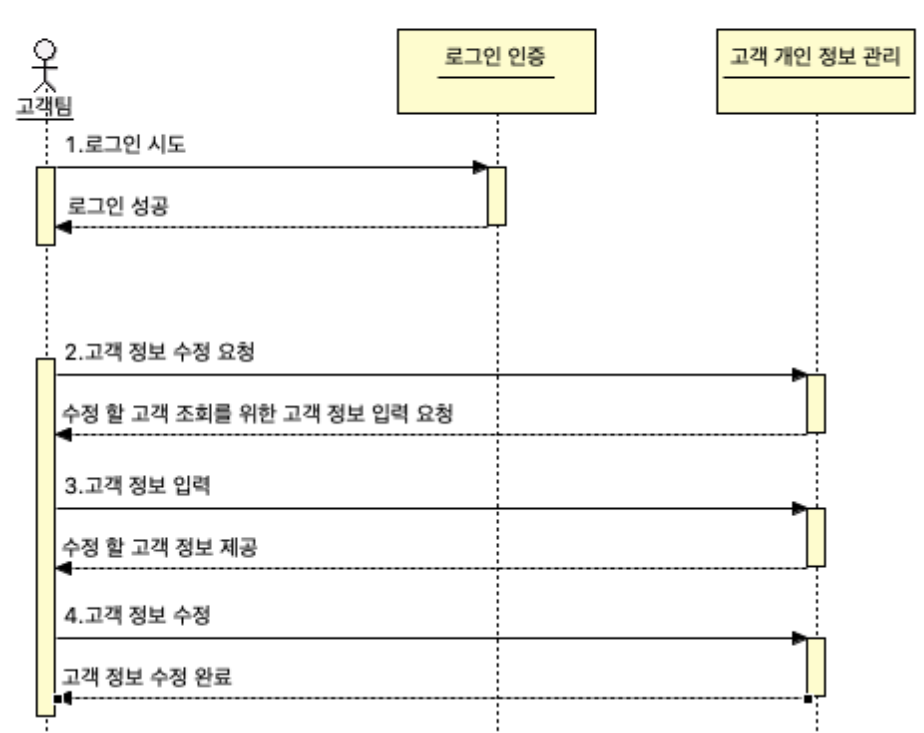 로그인 인증
고객 개인 정보 관리
고객팀
1.로그인 시도
로그인 성공
2.고객 정보 수정 요청
수정 할 고객 조회를 위한 고객 정보 입력 요청
3.고객 정보 입력
수정 할 고객 정보 제공
4.고객 정보 수정
고객 정보 수정 완료